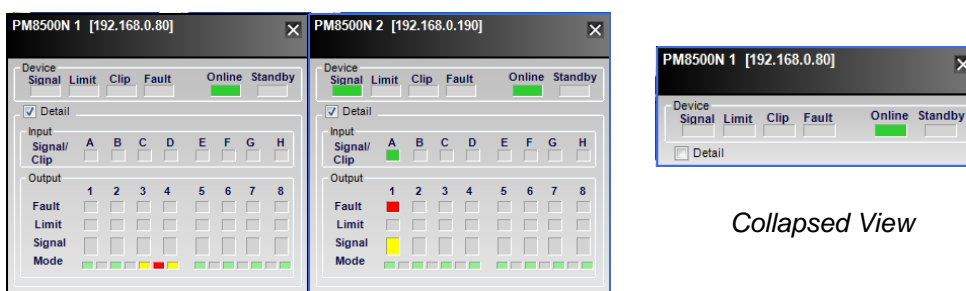 PM8500N 1 [192.168.0.80]
Device
Signal Limit Clip Fault Online Standby
Detail
Input
Signal/ Clip A B C D E F G H
Output
1 2 3 4 5 6 7 8
Fault
Limit
Signal
Mode
PM8500N 2 [192.168.0.190]
Device
Signal Limit Clip Fault Online Standby
Detail
Input
Signal/ Clip A B C D E F G H
Output
1 2 3 4 5 6 7 8
Fault
Limit
Signal
Mode
PM8500N 1 [192.168.0.80]
Device
Signal Limit Clip Fault Online Standby
Detail
Collapsed View